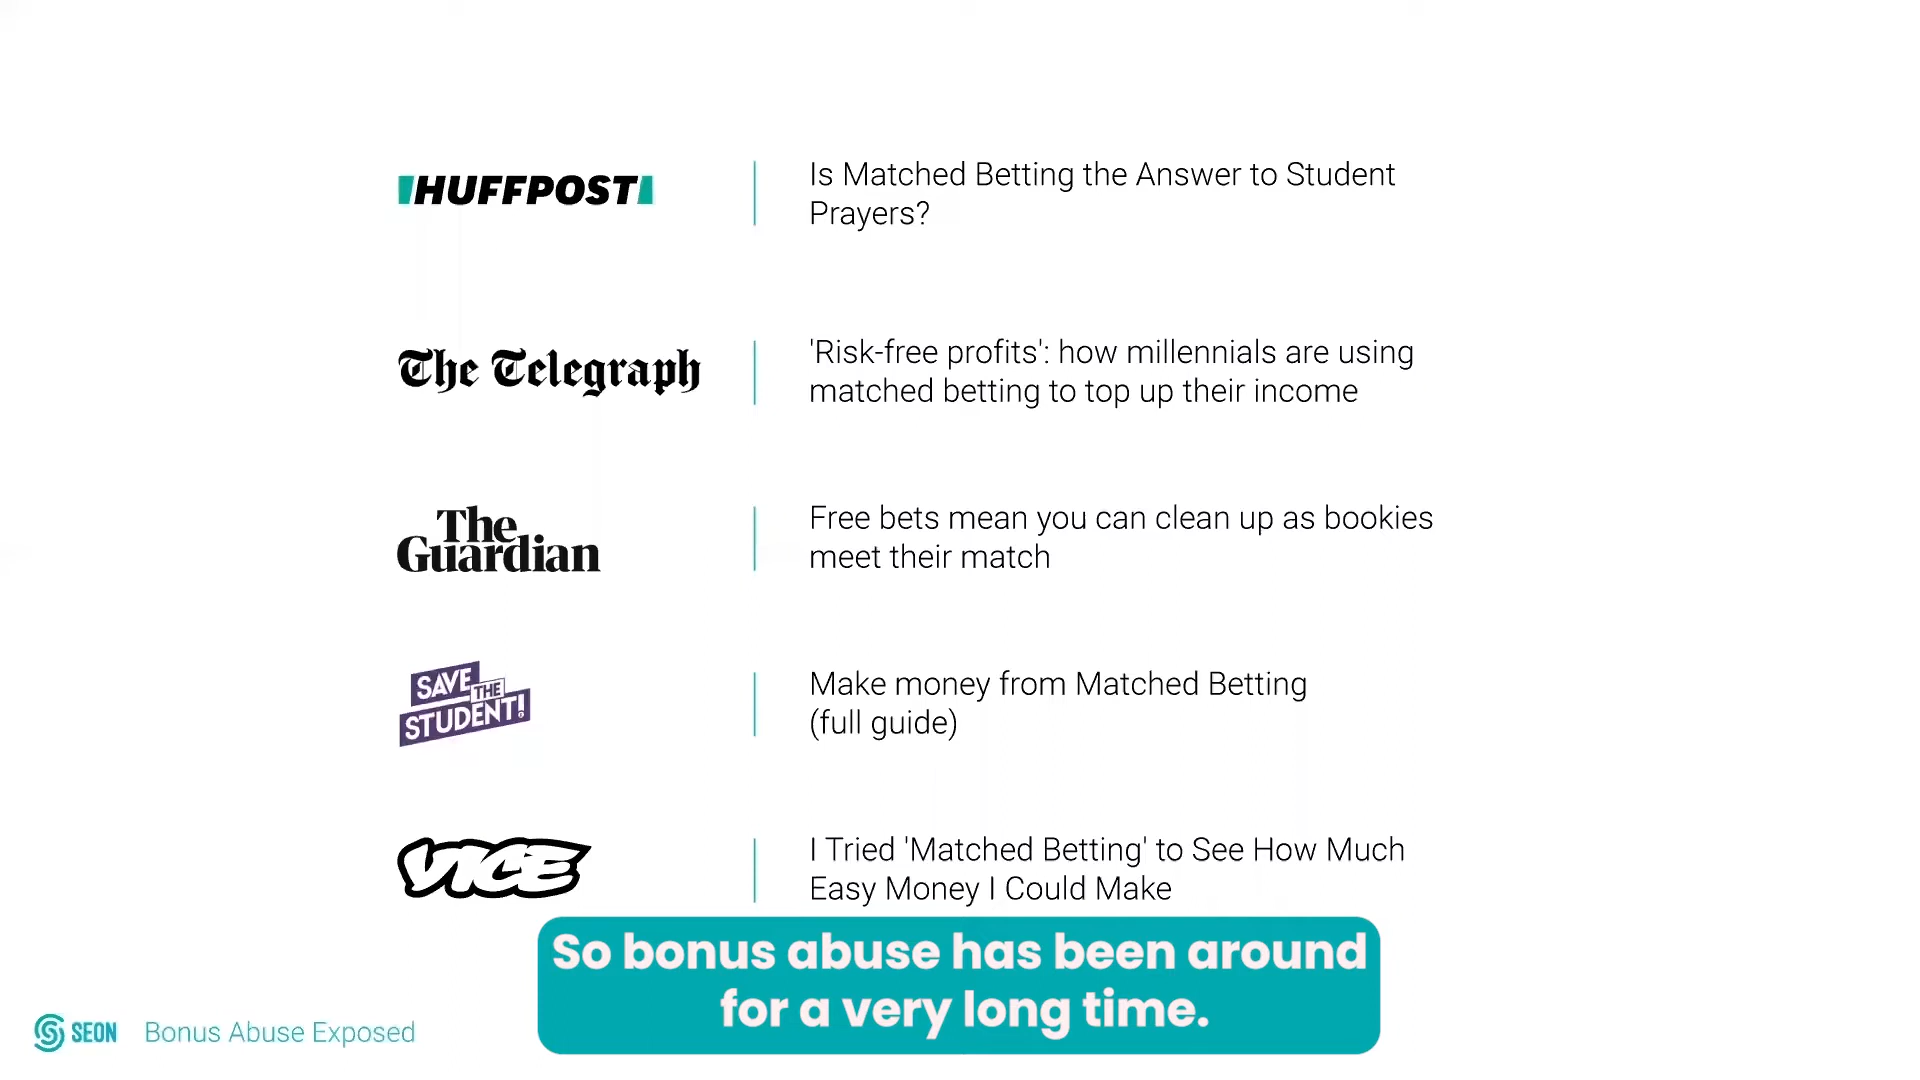 HUFFPOST
Is Matched Betting the Answer to Student
Prayers?
The Telegraph
'Risk-free profits': how millennials are using
matched betting to top up their income
The
Guardian
Free bets mean you can clean up as bookies
meet their match
SAVE
THE
STUDENT!
Make money from Matched Betting
(full guide)
VICE
I Tried 'Matched Betting' to See How Much
Easy Money I Could Make
So bonus abuse has been around
for a very long time.
SEON Bonus Abuse Exposed